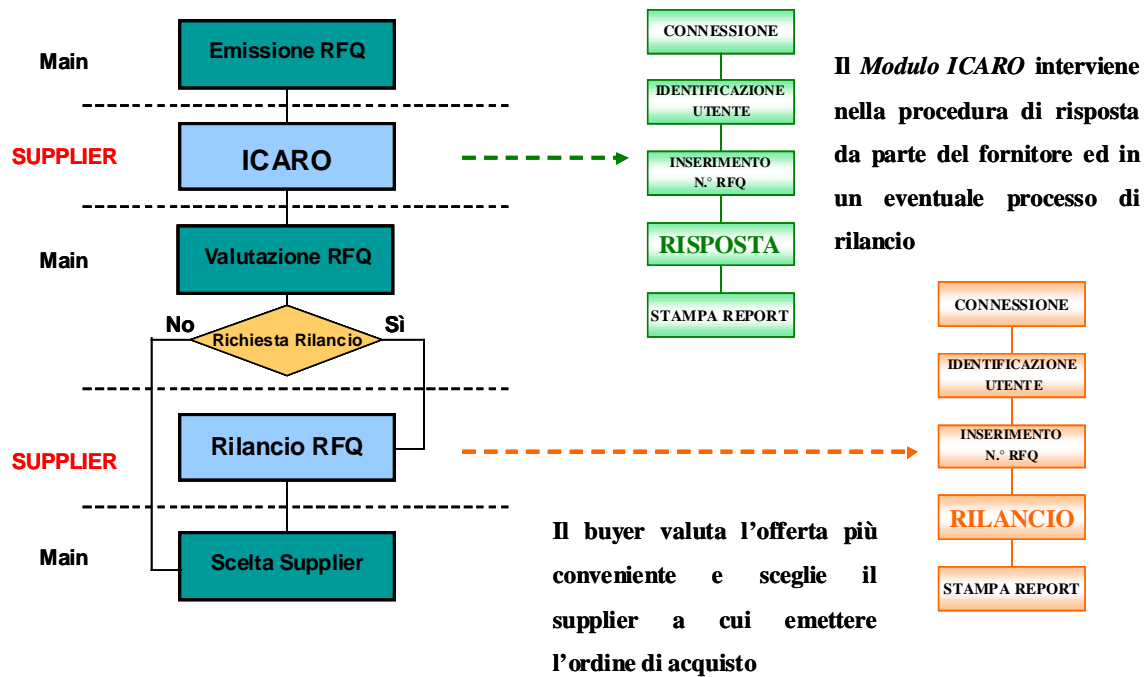 Main
Emissione RFQ
SUPPLIER
ICARO
Main
Valutazione RFQ
No
Sì
Richiesta Rilancio
SUPPLIER
Rilancio RFQ
Main
Scelta Supplier
CONNESSIONE
IDENTIFICAZIONE
UTENTE
INSERIMENTO
N.° RFQ
RISPOSTA
STAMPA REPORT
Il Modulo ICARO interviene
nella procedura di risposta
da parte del fornitore ed in
un eventuale processo di
rilancio
CONNESSIONE
IDENTIFICAZIONE
UTENTE
INSERIMENTO
N.° RFQ
RILANCIO
STAMPA REPORT
Il buyer valuta l’offerta più
conveniente e sceglie il
supplier a cui emettere
l’ordine di acquisto